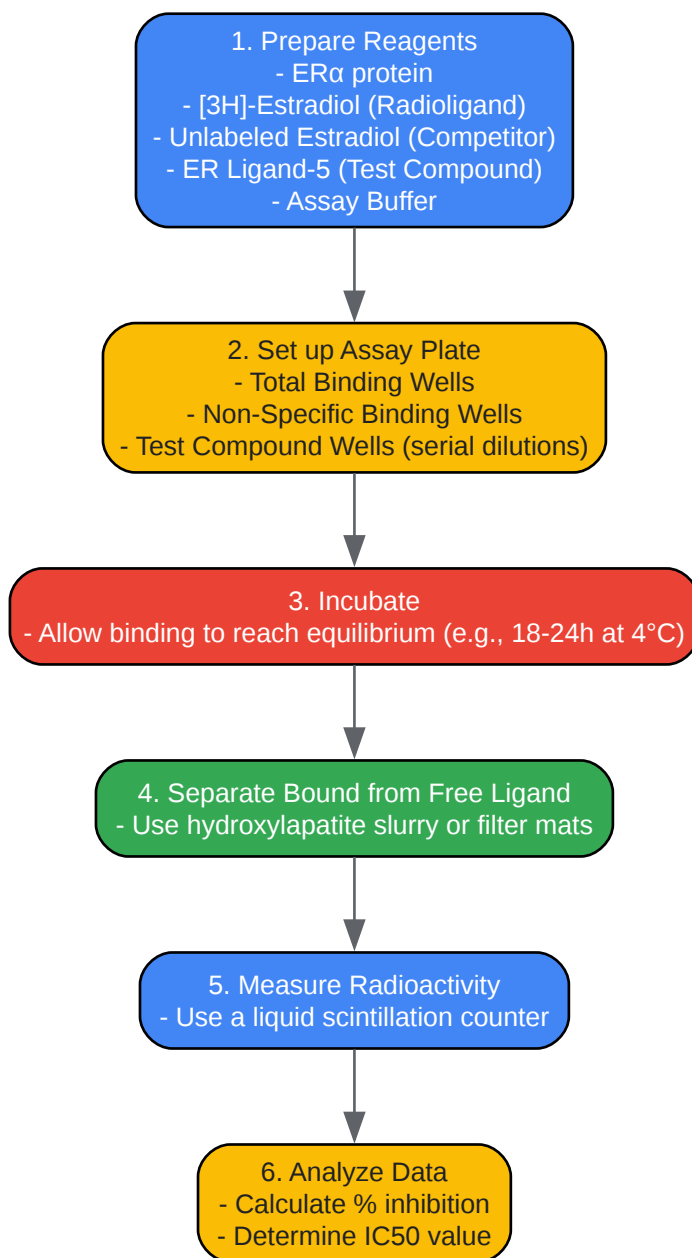 1. Prepare Reagents
- ERα protein
- [3H]-Estradiol (Radioligand)
- Unlabeled Estradiol (Competitor)
- ER Ligand-5 (Test Compound)
- Assay Buffer
2. Set up Assay Plate
- Total Binding Wells
- Non-Specific Binding Wells
- Test Compound Wells (serial dilutions)
3. Incubate
- Allow binding to reach equilibrium (e.g., 18-24h at 4°C)
4. Separate Bound from Free Ligand
- Use hydroxylapatite slurry or filter mats
5. Measure Radioactivity
- Use a liquid scintillation counter
6. Analyze Data
- Calculate % inhibition
- Determine IC50 value